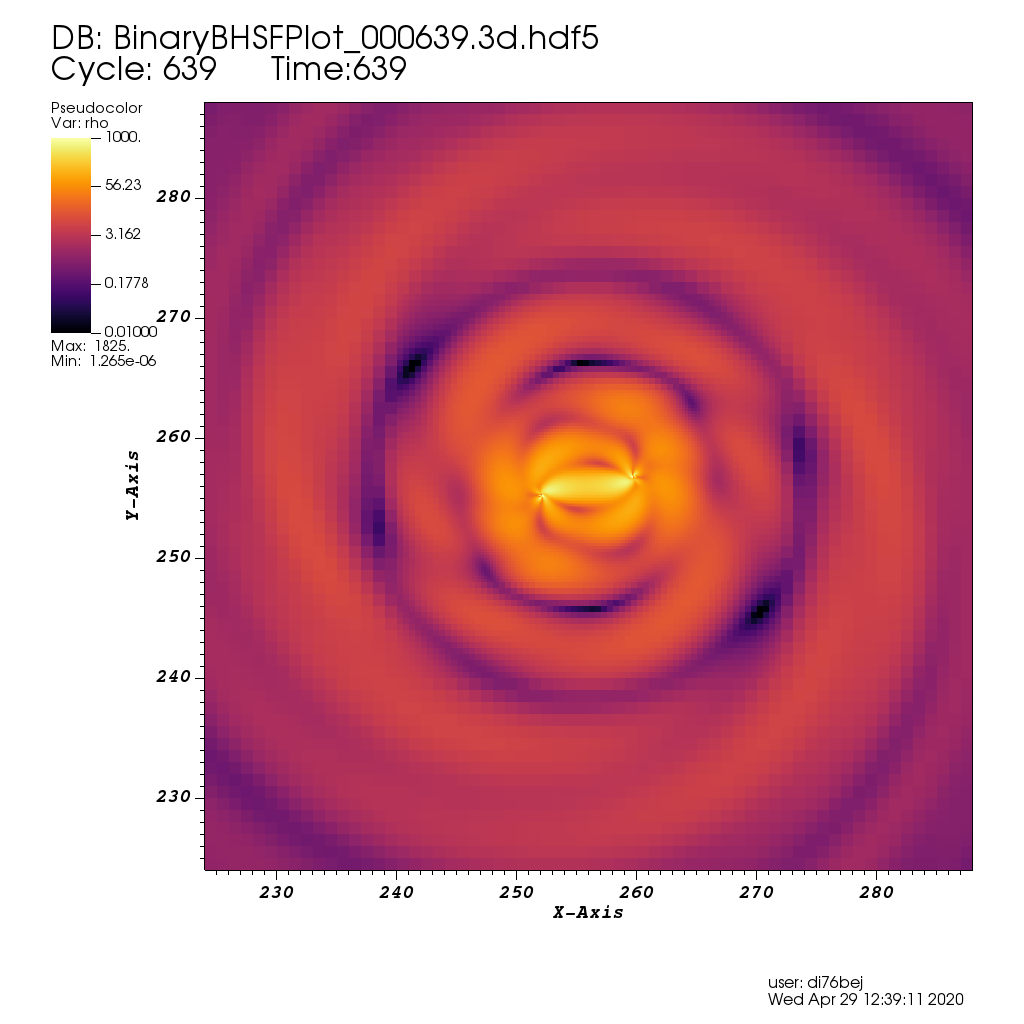 DB: BinaryBHSFPlot_000639.3d.hdf5
Cycle: 639 Time:639
Pseudocolor
Var: rho
1000.
56.23
3.162
0.1778
0.01000
Max: 1825.
Min: 1.265e-06
280
270
260
250
240
230
Y-Axis
230 240 250 260 270 280
X-Axis
user: di76bej
Wed Apr 29 12:39:11 2020